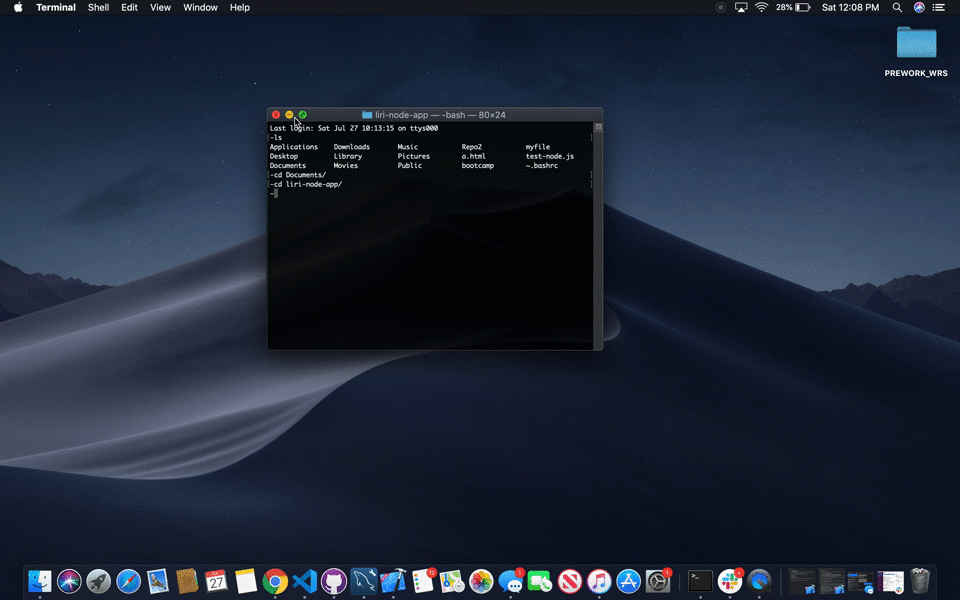 Terminal Shell Edit View Window Help 28% Sat 12:08 PM
PREWORK_WRS
liri-node-app — -bash — 80×24
Last login: Sat Jul 27 10:13:15 on ttys000
-ls
Applications Downloads Music Repo2 myfile
Desktop Library Pictures a.html test-node.js
Documents Movies Public bootcamp ~.bashrc
-cd Documents/
-cd liri-node-app/
-
27